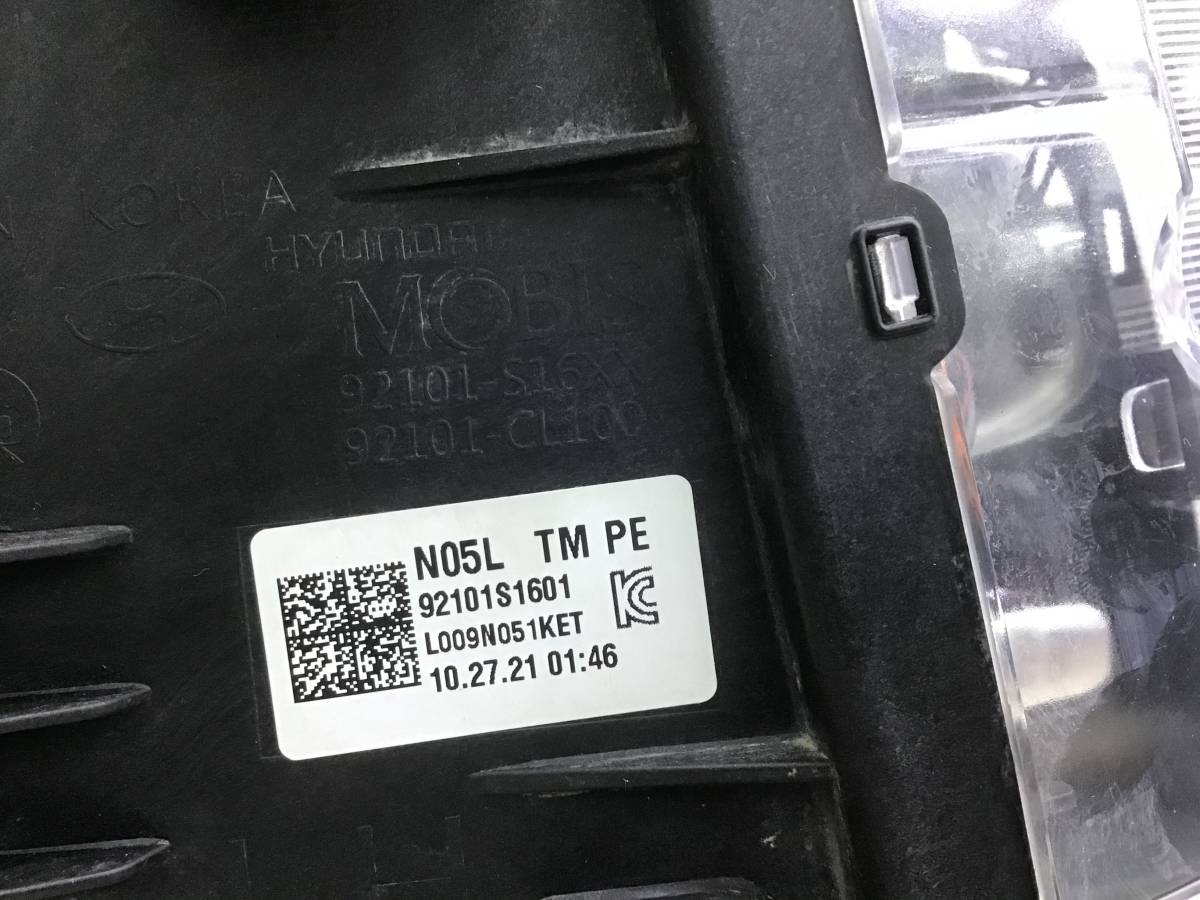 N KOREA
HYUNDAI
MOBIS
92101-S16XX
92101-CL100
N05L TM PE
92101S1601
L009N051KET
10.27.21 01:46